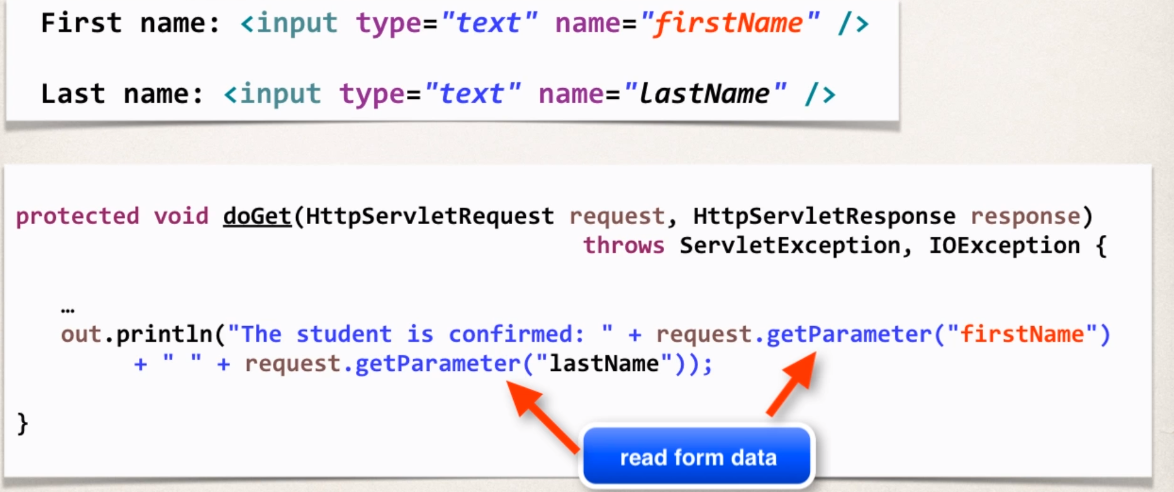 First name: <input type="text" name="firstName" />
Last name: <input type="text" name="lastName" />
protected void doGet(HttpServletRequest request, HttpServletResponse response)
throws ServletException, IOException {
…
out.println("The student is confirmed: " + request.getParameter("firstName")
+ " " + request.getParameter("lastName"));
}
read form data